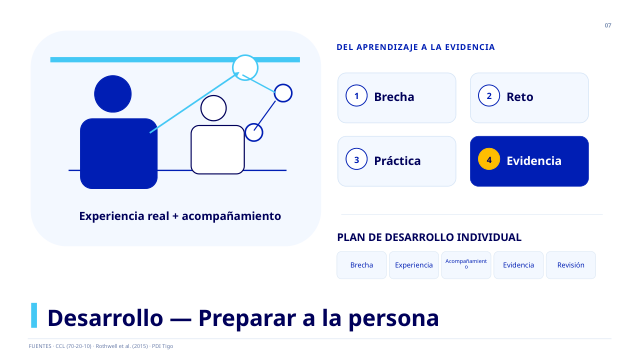 07
DEL APRENDIZAJE A LA EVIDENCIA
1 Brecha
2 Reto
3 Práctica
4 Evidencia
Experiencia real + acompañamiento
PLAN DE DESARROLLO INDIVIDUAL
Brecha
Experiencia
Acompañamient
o
Evidencia
Revisión
Desarrollo — Preparar a la persona
FUENTES · CCL (70-20-10) · Rothwell et al. (2015) · PDI Tigo